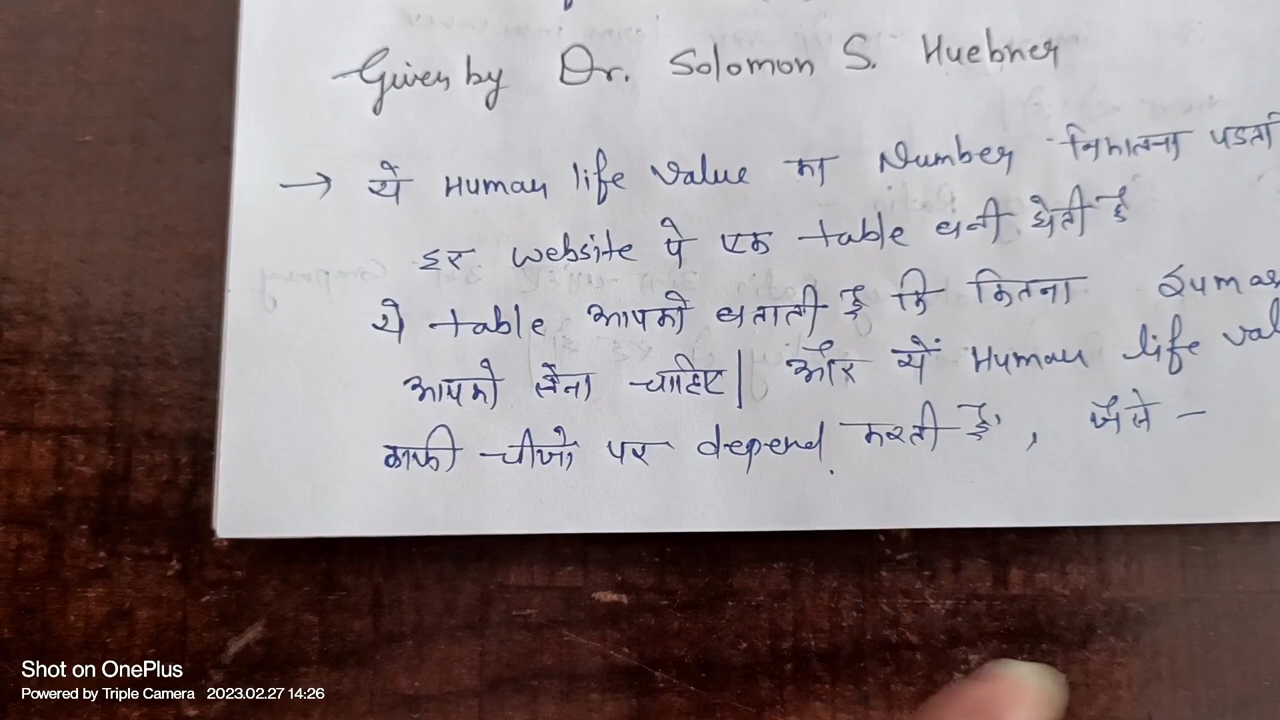 Given by Dr. Solomon S. Huebner
→ ये Human life Value का Number निकालना पडता
हर website पे एक table बनी होती है
ये table आपको बताती है कि कितना
आपको लेना चाहिए| और ये Human life
काफी चीजो पर depend करती है, जैसे -
Shot on OnePlus
Powered by Triple Camera 2023.02.27 14:26